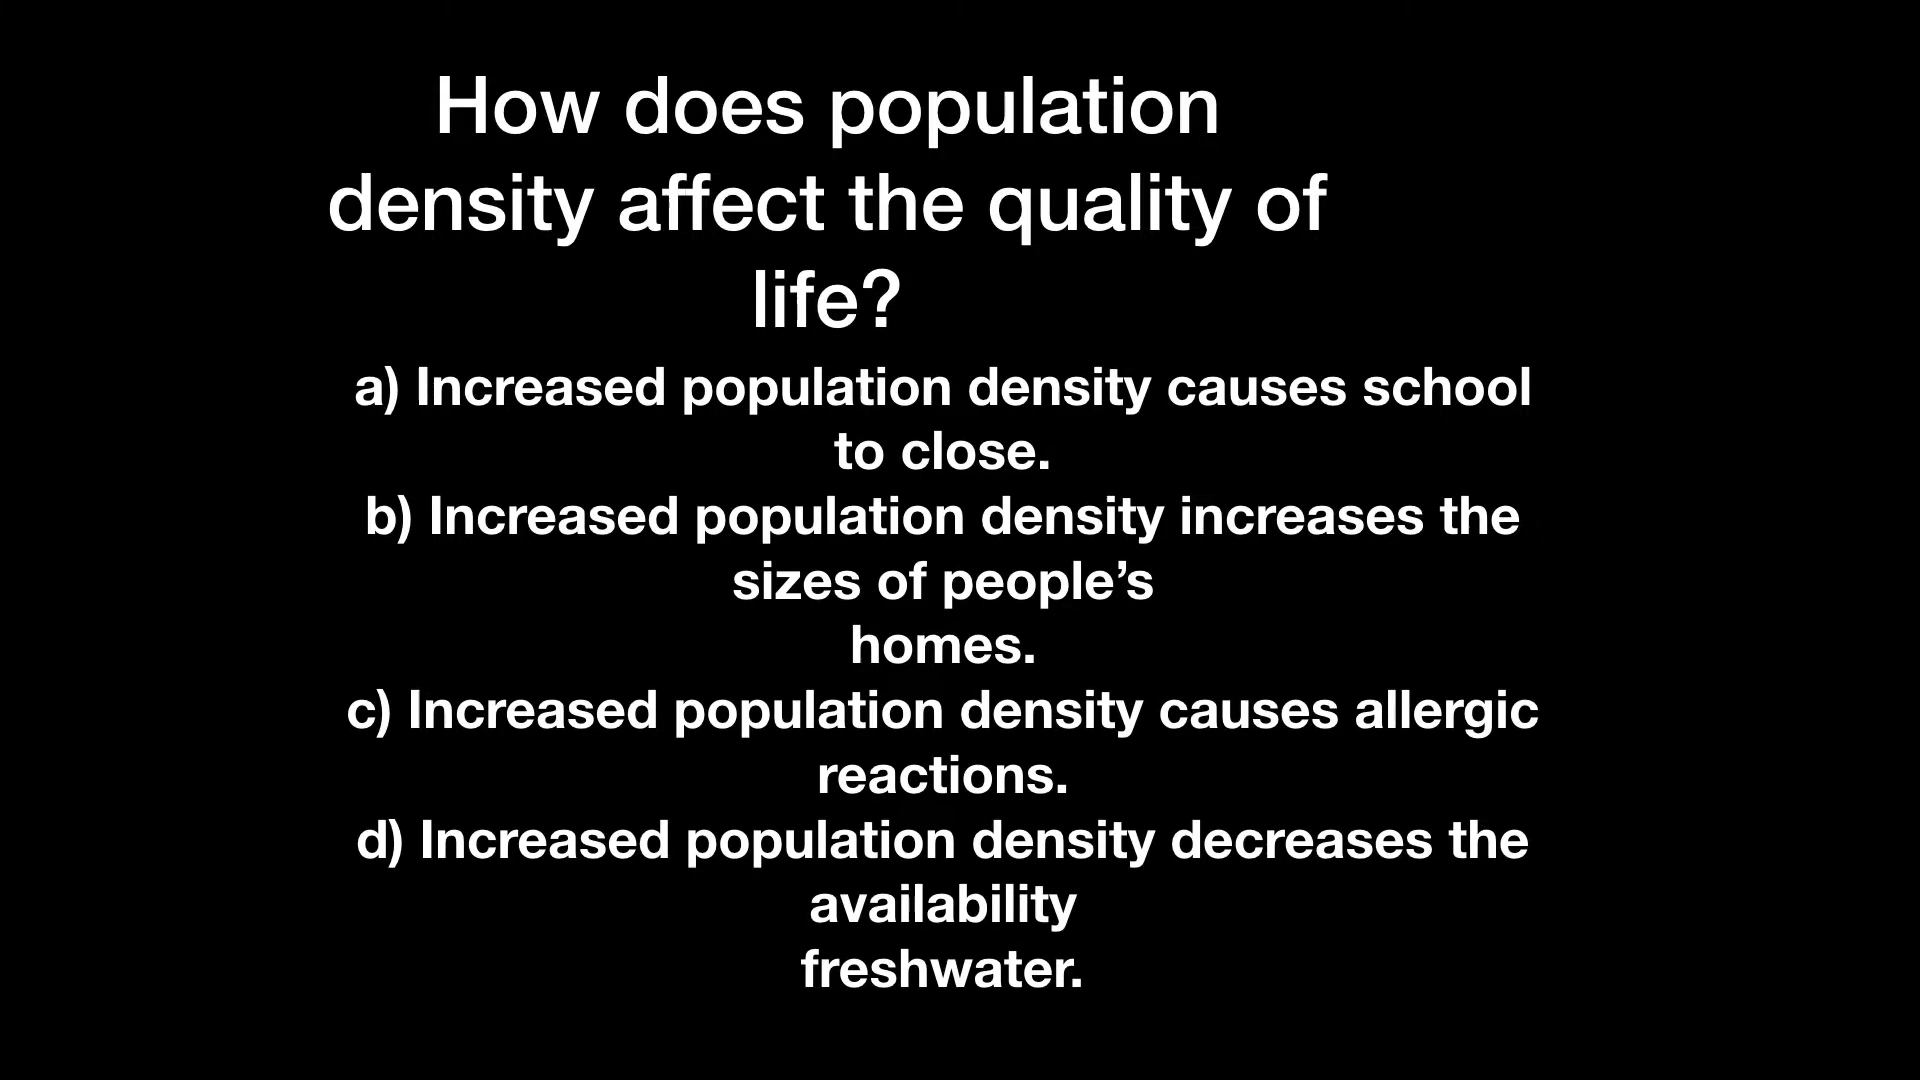 How does population
density affect the quality of
life?
a) Increased population density causes school
to close.
b) Increased population density increases the
sizes of people’s
homes.
c) Increased population density causes allergic
reactions.
d) Increased population density decreases the
availability
freshwater.